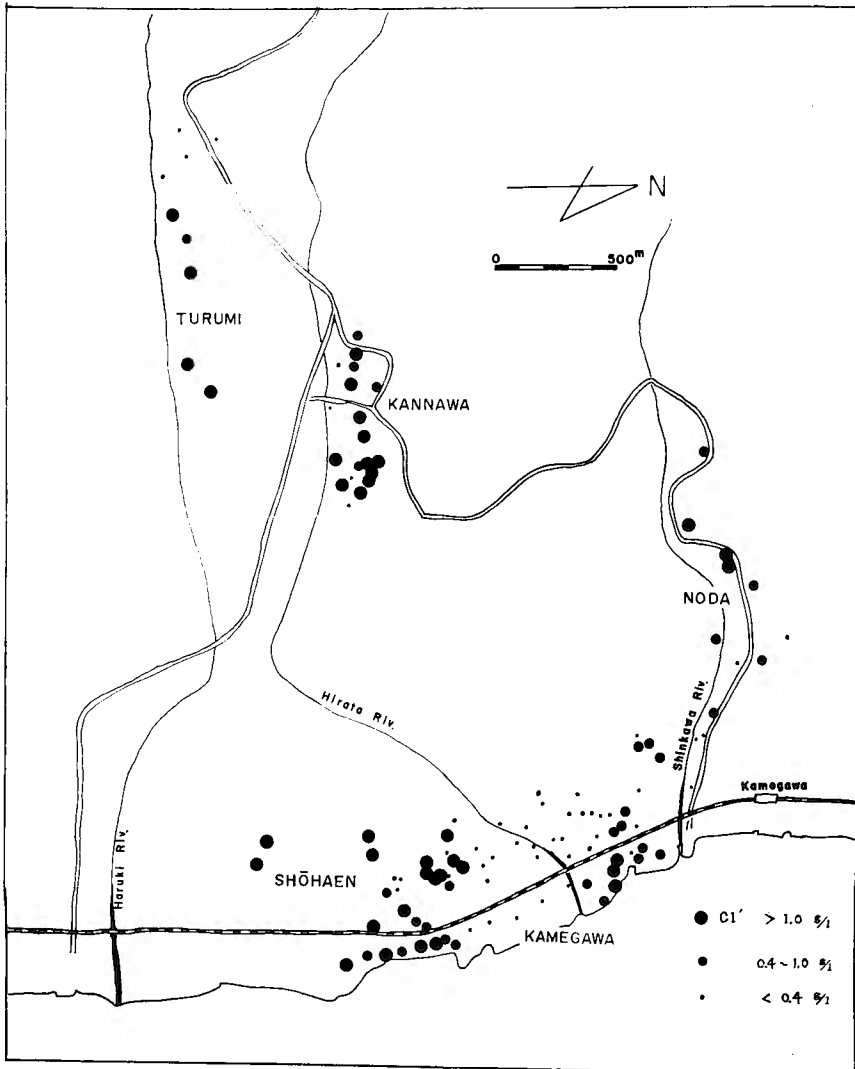 N
0 500m
TURUMI
KANNAWA
NODA
Hirata Riv.
Shinkawa Riv.
Kamegawa
Haruki Riv.
SHŌHAEN
KAMEGAWA
Cl′ > 1.0 g/l
0.4 ~ 1.0 g/l
< 0.4 g/l